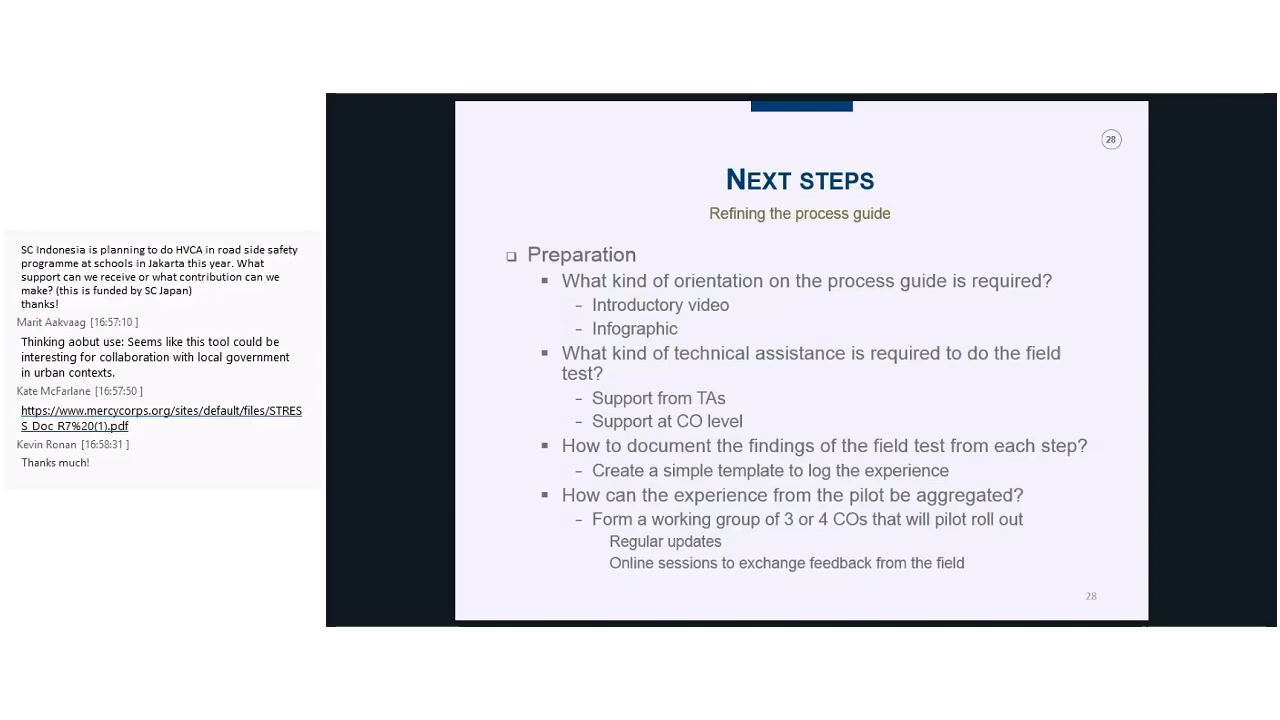 SC Indonesia is planning to do HVCA in road side safety
programme at schools in Jakarta this year. What
support can we receive or what contribution can we
make? (this is funded by SC Japan)
thanks!
Marit Aakvaag [16:57:10 ]
Thinking aobut use: Seems like this tool could be
interesting for collaboration with local government
in urban contexts.
Kate McFarlane [16:57:50 ]
https://www.mercycorps.org/sites/default/files/STRES
S_Doc_R7%20(1).pdf
Kevin Ronan [16:58:31 ]
Thanks much!
28
NEXT STEPS
Refining the process guide
❑ Preparation
▪ What kind of orientation on the process guide is required?
- Introductory video
- Infographic
▪ What kind of technical assistance is required to do the field
test?
- Support from TAs
- Support at CO level
▪ How to document the findings of the field test from each step?
- Create a simple template to log the experience
▪ How can the experience from the pilot be aggregated?
- Form a working group of 3 or 4 COs that will pilot roll out
Regular updates
Online sessions to exchange feedback from the field
28